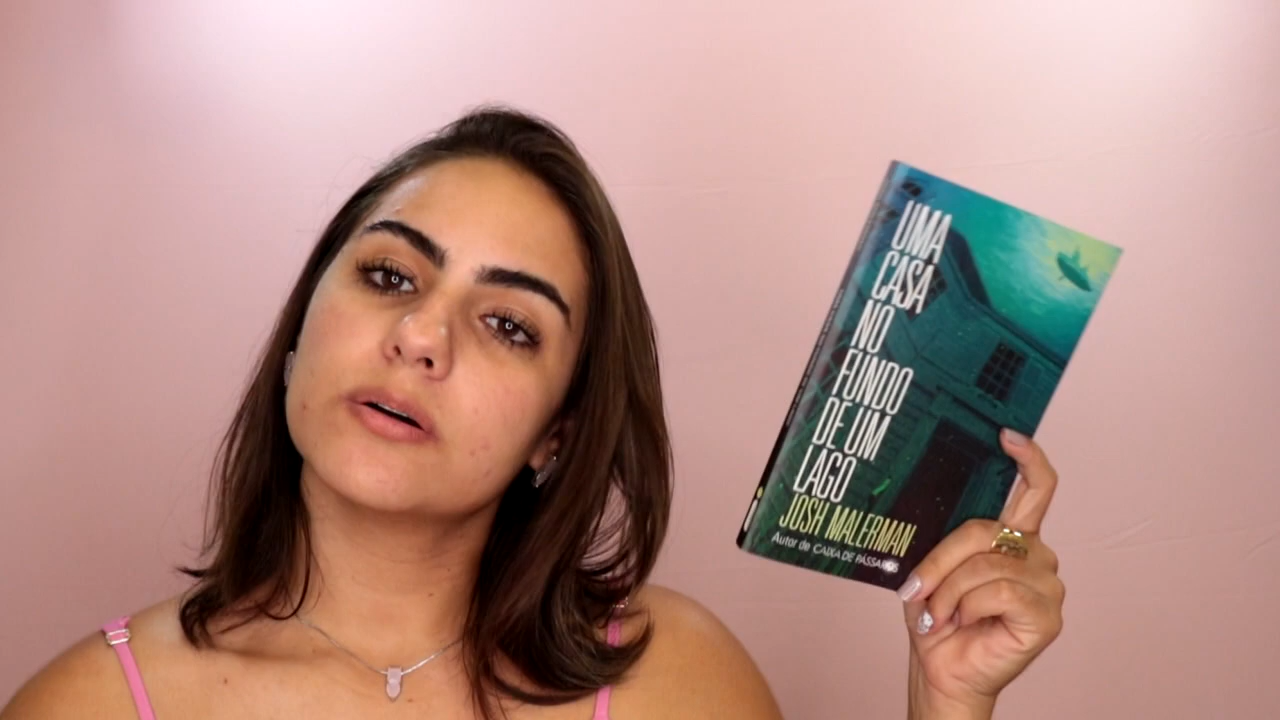 UMA
CASA
NO
FUNDO
DE UM
LAGO
JOSH MALERMAN
Autor de CAIXA DE PÁSSAROS